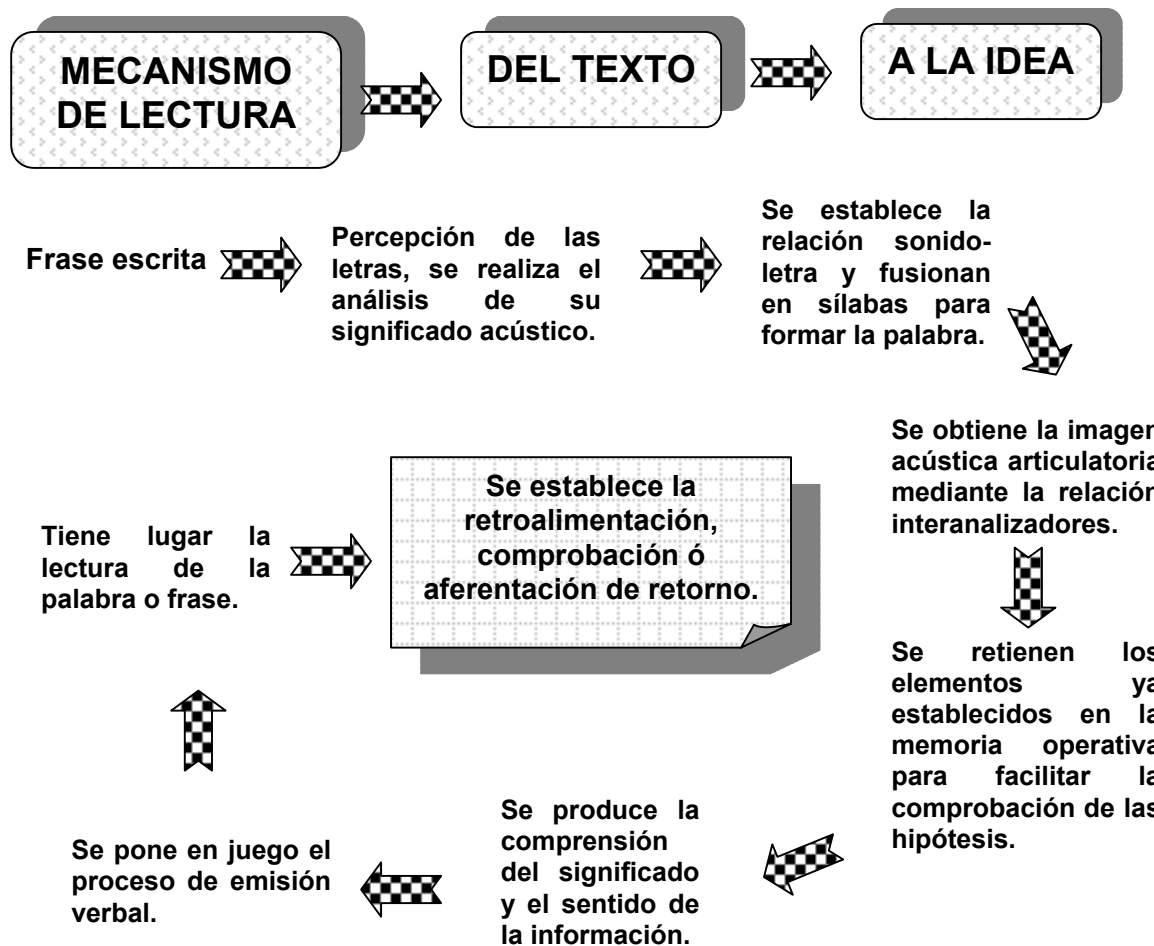 MECANISMO
DE LECTURA
DEL TEXTO
A LA IDEA
Frase escrita
Percepción de las
letras, se realiza el
análisis de su
significado acústico.
Se establece la
relación sonido-
letra y fusionan
en sílabas para
formar la palabra.
Se obtiene la imagen
acústica articulatoria
mediante la relación
interanalizadores.
Se retienen los
elementos ya
establecidos en la
memoria operativa
para facilitar la
comprobación de las
hipótesis.
Se produce la
comprensión
del significado
y el sentido de
la información.
Se pone en juego el
proceso de emisión
verbal.
Tiene lugar la
lectura de la
palabra o frase.
Se establece la
retroalimentación,
comprobación ó
aferentación de retorno.